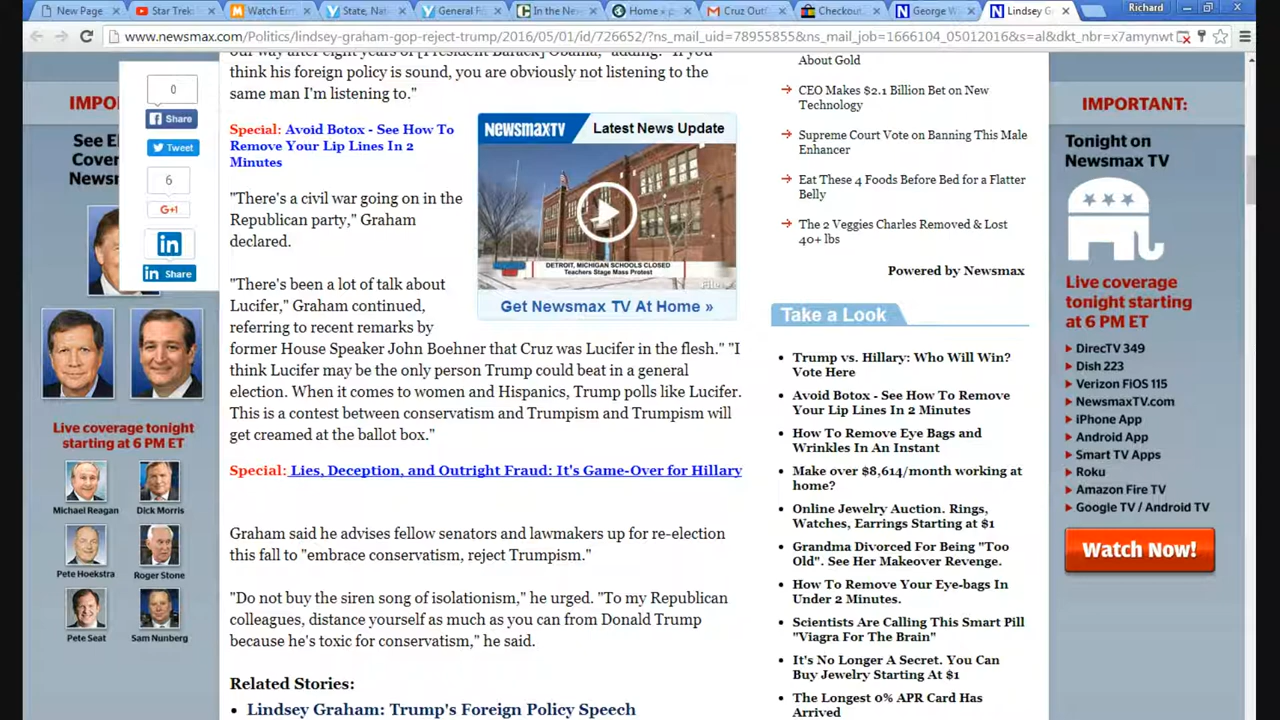 New Page
Star Trek:
Watch Em
State, Nat
General F
In the Ne
Home »
Cruz Out
Checkout
George W
Lindsey G
Richard
www.newsmax.com/Politics/lindsey-graham-gop-reject-trump/2016/05/01/id/726652/?ns_mail_uid=78955855&ns_mail_job=1666104_05012016&s=al&dkt_nbr=x7amynwt
think his foreign policy is sound, you are obviously not listening to the
same man I'm listening to."
Special: Avoid Botox - See How To
Remove Your Lip Lines In 2
Minutes
"There's a civil war going on in the
Republican party," Graham
declared.
"There's been a lot of talk about
Lucifer," Graham continued,
referring to recent remarks by
former House Speaker John Boehner that Cruz was Lucifer in the flesh." "I
think Lucifer may be the only person Trump could beat in a general
election. When it comes to women and Hispanics, Trump polls like Lucifer.
This is a contest between conservatism and Trumpism and Trumpism will
get creamed at the ballot box."
Special: Lies, Deception, and Outright Fraud: It's Game-Over for Hillary
Graham said he advises fellow senators and lawmakers up for re-election
this fall to "embrace conservatism, reject Trumpism."
"Do not buy the siren song of isolationism," he urged. "To my Republican
colleagues, distance yourself as much as you can from Donald Trump
because he's toxic for conservatism," he said.
Related Stories:
Lindsey Graham: Trump's Foreign Policy Speech
NEWSMAXTV Latest News Update
DETROIT, MICHIGAN SCHOOLS CLOSED
Teachers Stage Mass Protest
File
Get Newsmax TV At Home »
IMPO
See El
Cover
Newsm
0
Share
Tweet
6
G+1
in
in Share
Live coverage tonight
starting at 6 PM ET
Michael Reagan
Dick Morris
Pete Hoekstra
Roger Stone
Pete Seat
Sam Nunberg
About Gold
CEO Makes $2.1 Billion Bet on New
Technology
Supreme Court Vote on Banning This Male
Enhancer
Eat These 4 Foods Before Bed for a Flatter
Belly
The 2 Veggies Charles Removed & Lost
40+ lbs
Powered by Newsmax
Take a Look
Trump vs. Hillary: Who Will Win?
Vote Here
Avoid Botox - See How To Remove
Your Lip Lines In 2 Minutes
How To Remove Eye Bags and
Wrinkles In An Instant
Make over $8,614/month working at
home?
Online Jewelry Auction. Rings,
Watches, Earrings Starting at $1
Grandma Divorced For Being "Too
Old". See Her Makeover Revenge.
How To Remove Your Eye-bags In
Under 2 Minutes.
Scientists Are Calling This Smart Pill
"Viagra For The Brain"
It's No Longer A Secret. You Can
Buy Jewelry Starting At $1
The Longest 0% APR Card Has
Arrived
IMPORTANT:
Tonight on
Newsmax TV
Live coverage
tonight starting
at 6 PM ET
DirecTV 349
Dish 223
Verizon FiOS 115
NewsmaxTV.com
iPhone App
Android App
Smart TV Apps
Roku
Amazon Fire TV
Google TV / Android TV
Watch Now!